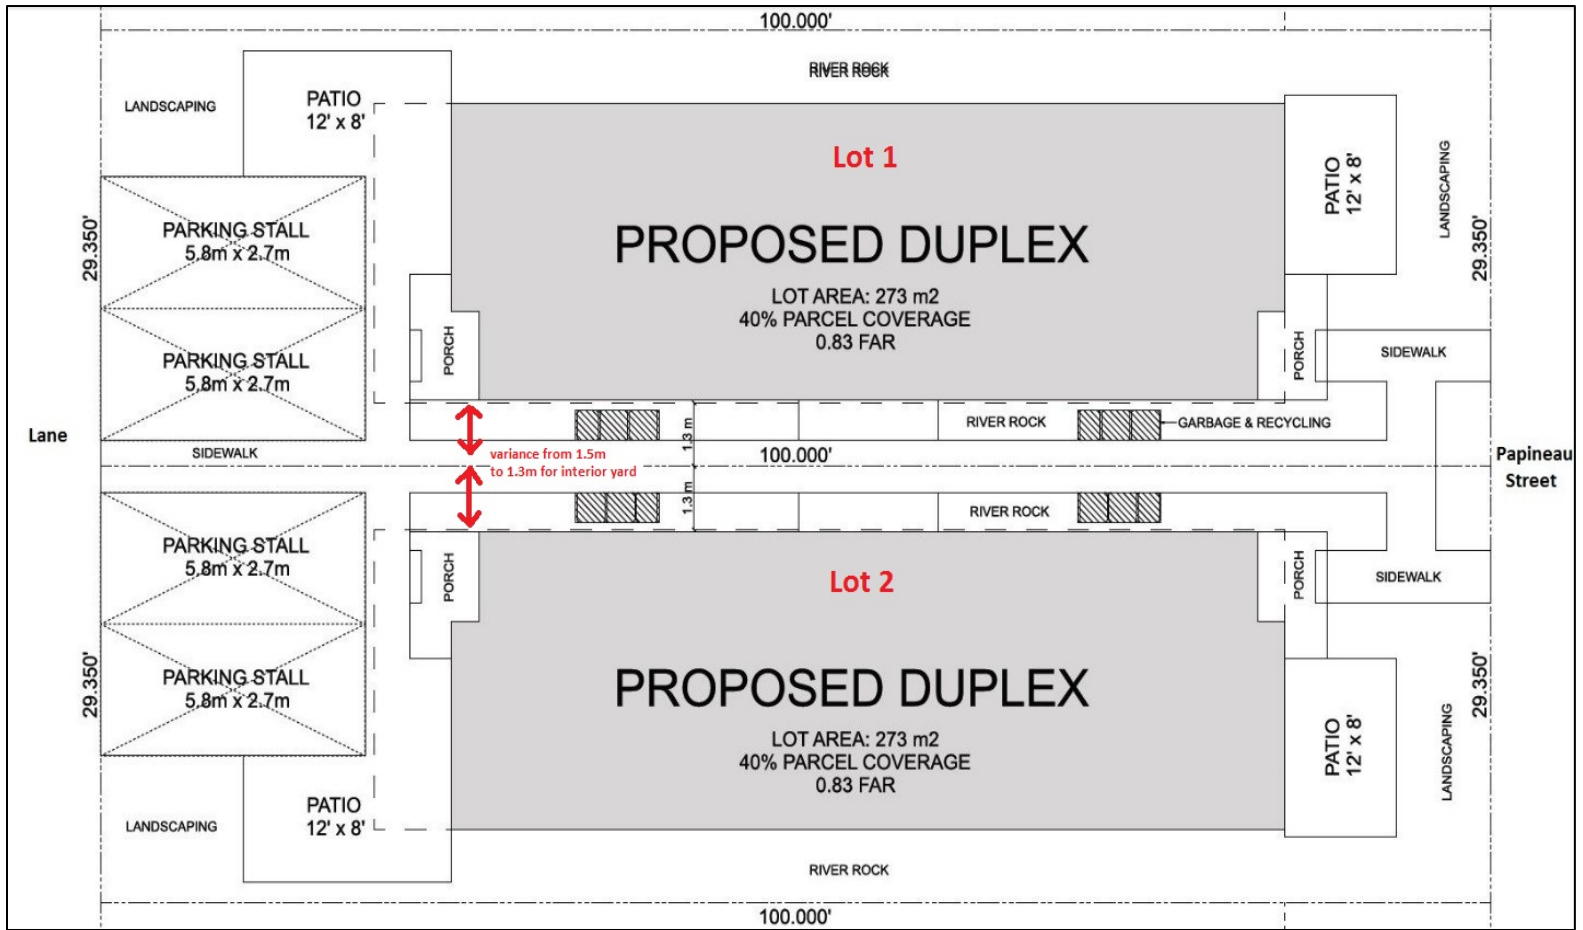 100.000'
RIVER ROCK
LANDSCAPING
PATIO
12' x 8'
Lot 1
PATIO
12' x 8'
LANDSCAPING
29.350'
PARKING STALL
5.8m x 2.7m
PROPOSED DUPLEX
29.350'
LOT AREA: 273 m2
40% PARCEL COVERAGE
0.83 FAR
PARKING STALL
5.8m x 2.7m
PORCH
PORCH
SIDEWALK
Lane
1.3 m
RIVER ROCK
GARBAGE & RECYCLING
SIDEWALK
variance from 1.5m
to 1.3m for interior yard
100.000'
Papineau
Street
1.3 m
RIVER ROCK
PARKING STALL
5.8m x 2.7m
PORCH
Lot 2
PORCH
SIDEWALK
29.350'
PARKING STALL
5.8m x 2.7m
PROPOSED DUPLEX
29.350'
LOT AREA: 273 m2
40% PARCEL COVERAGE
0.83 FAR
PATIO
12' x 8'
LANDSCAPING
LANDSCAPING
PATIO
12' x 8'
RIVER ROCK
100.000'